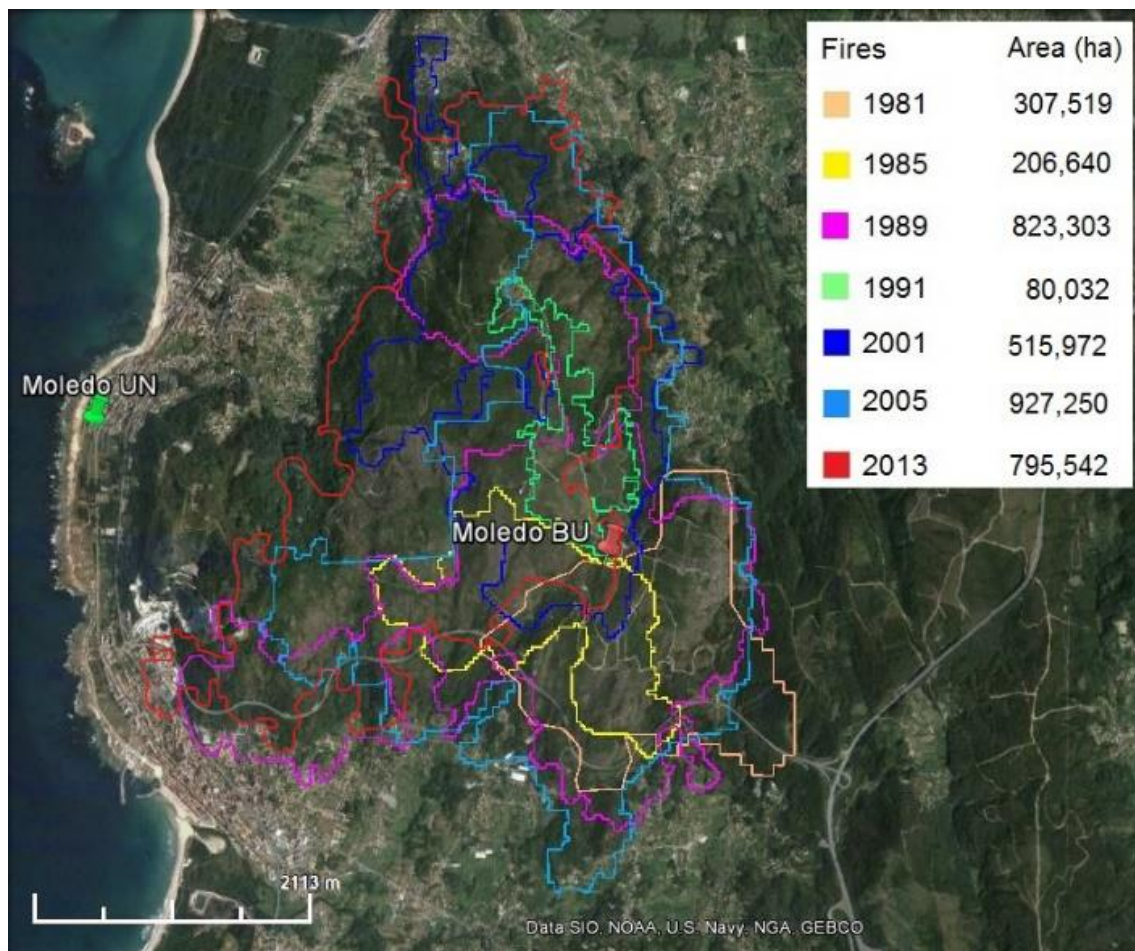 Fires Area (ha)
1981 307,519
1985 206,640
1989 823,303
1991 80,032
2001 515,972
2005 927,250
2013 795,542
Moledo UN
Moledo BU
2113 m
Data SIO, NOAA, U.S. Navy, NGA, GEBCO